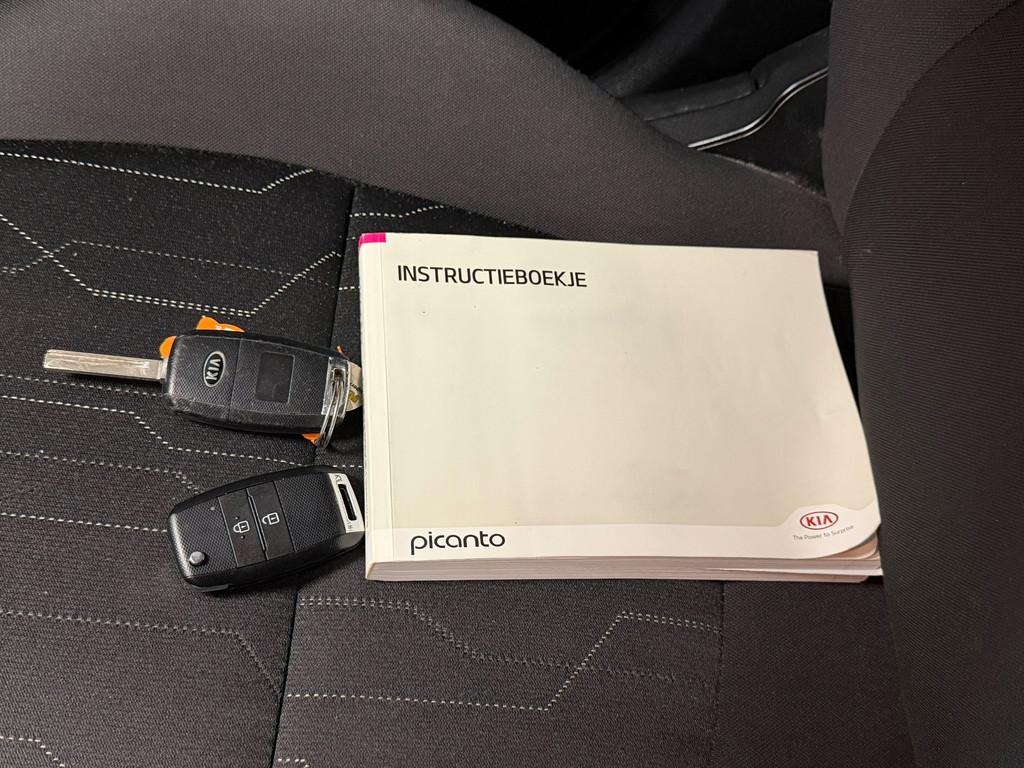 INSTRUCTIEBOEKJE
KIA
picanto
KIA
The Power to Surprise